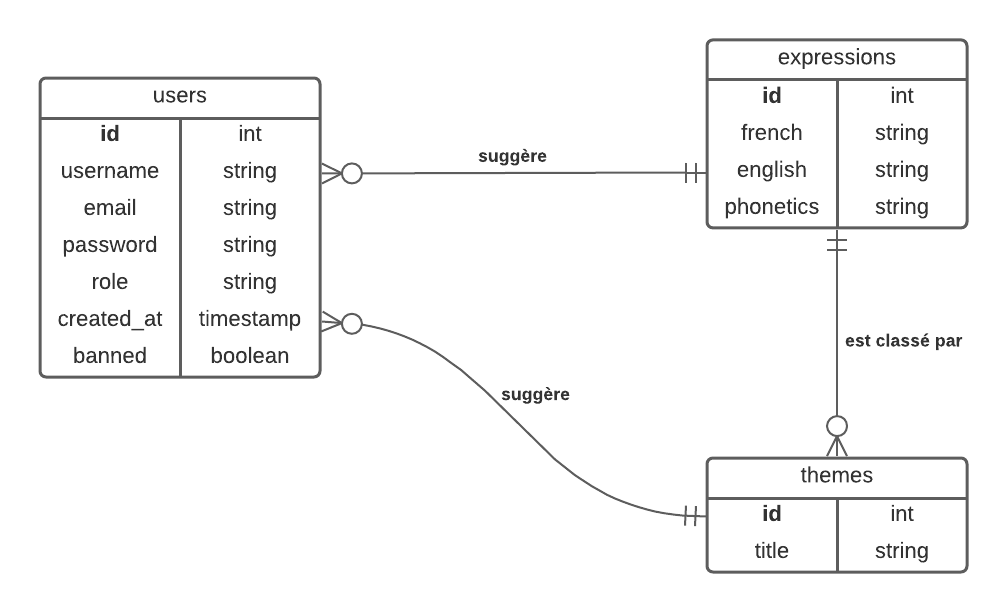 users
id int
username string
email string
password string
role string
created_at timestamp
banned boolean
suggère
suggère
expressions
id int
french string
english string
phonetics string
est classé par
themes
id int
title string